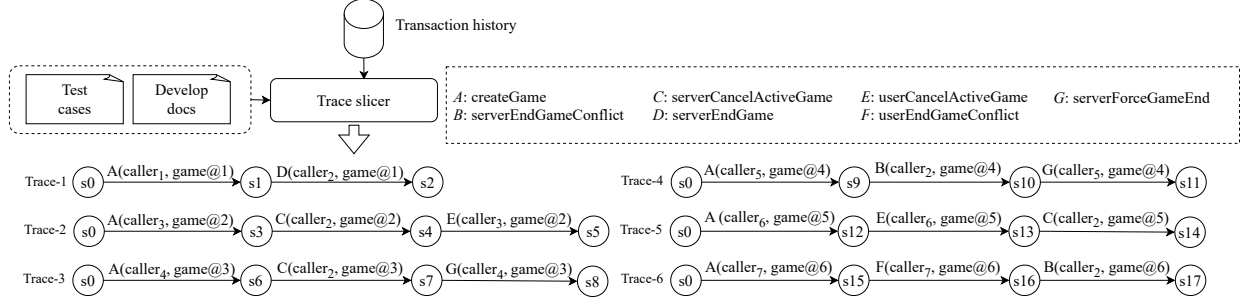 Transaction history
Test cases
Develop docs
Trace slicer
A: createGame C: serverCancelActiveGame E: userCancelActiveGame G: serverForceGameEnd
B: serverEndGameConflict D: serverEndGame F: userEndGameConflict
Trace-1 s0 A(caller₁, game@1) s1 D(caller₂, game@1) s2
Trace-2 s0 A(caller₃, game@2) s3 C(caller₂, game@2) s4 E(caller₃, game@2) s5
Trace-3 s0 A(caller₄, game@3) s6 C(caller₂, game@3) s7 G(caller₄, game@3) s8
Trace-4 s0 A(caller₅, game@4) s9 B(caller₂, game@4) s10 G(caller₅, game@4) s11
Trace-5 s0 A (caller₆, game@5) s12 E(caller₆, game@5) s13 C(caller₂, game@5) s14
Trace-6 s0 A(caller₇, game@6) s15 F(caller₇, game@6) s16 B(caller₂, game@6) s17